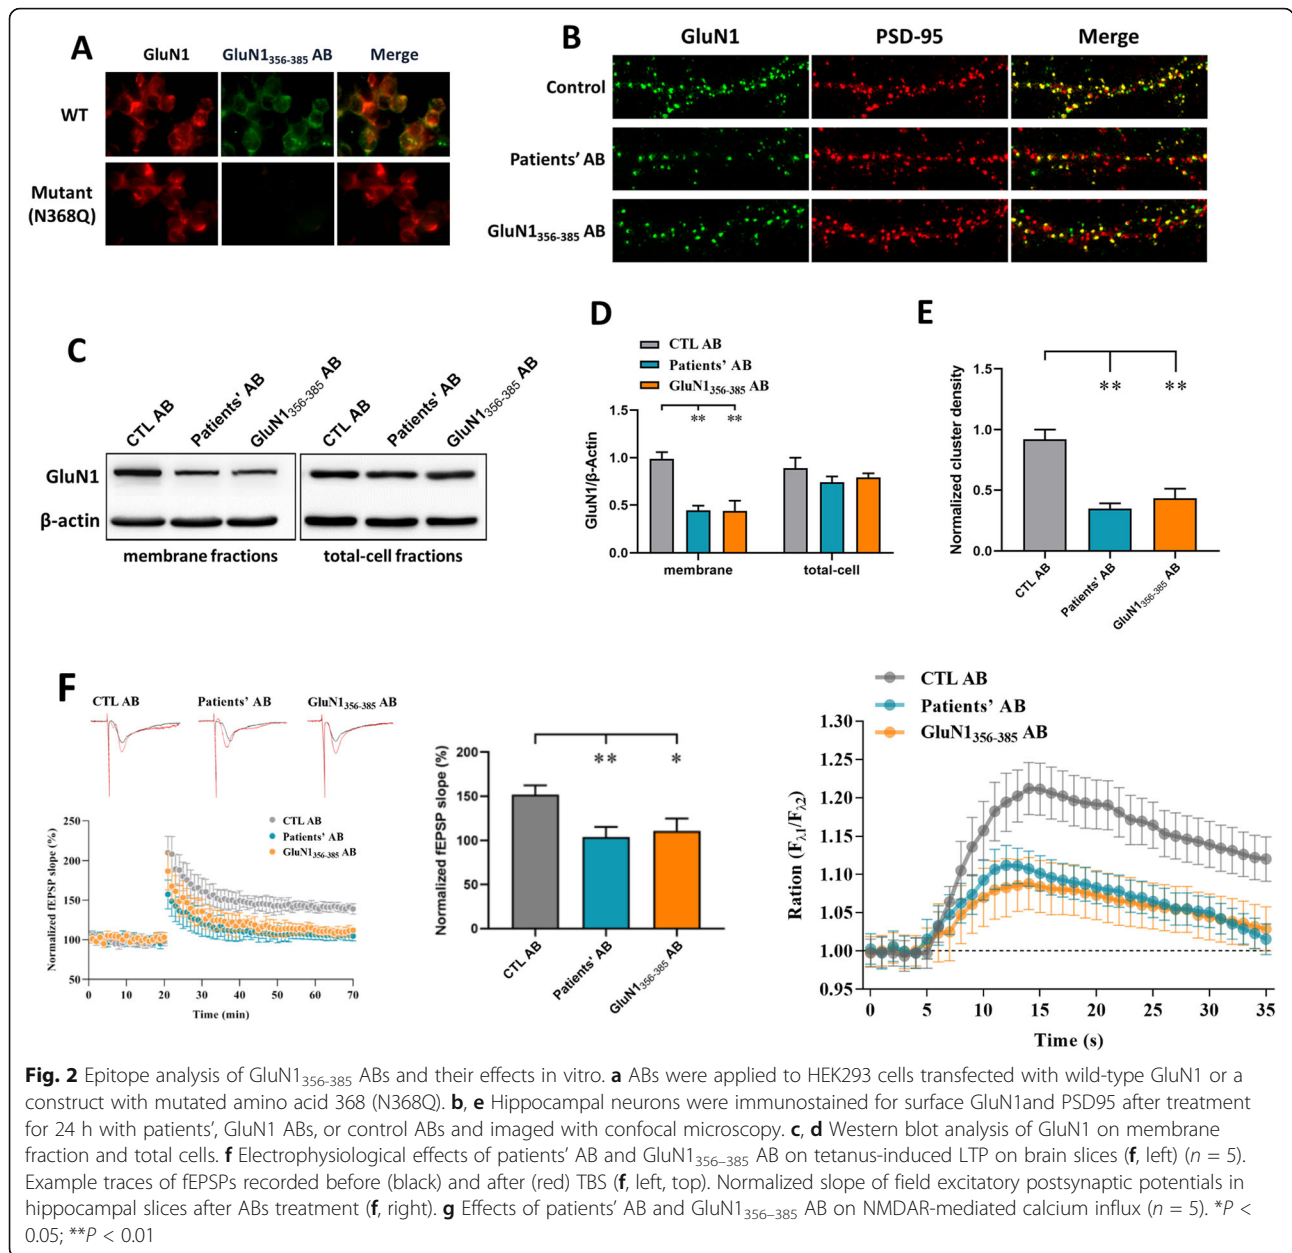 A
GluN1 GluN1356-385 AB Merge
WT
Mutant
(N368Q)
B
GluN1 PSD-95 Merge
Control
Patients' AB
GluN1356-385 AB
C
CTL AB Patients' AB GluN1356-385 AB CTL AB Patients' AB GluN1356-385 AB
GluN1
β-actin
membrane fractions total-cell fractions
D
CTL AB
Patients' AB
GluN1356-385 AB
GluN1/β-Actin
1.5
1.0
0.5
0.0
** **
membrane total-cell
E
Normalized cluster density
1.5
1.0
0.5
0.0
** **
CTL AB Patients' AB GluN1356-385 AB
F
CTL AB Patients' AB GluN1356-385 AB
Normalized fEPSP slope (%)
250
200
150
100
50
CTL AB
Patients' AB
GluN1356-385 AB
0 10 20 30 40 50 60 70
Time (min)
Normalized fEPSP slope (%)
200
150
100
50
0
** *
CTL AB Patients' AB GluN1356-385 AB
CTL AB
Patients' AB
GluN1356-385 AB
Ration (Fλ1/Fλ2)
1.30
1.25
1.20
1.15
1.10
1.05
1.00
0.95
0 5 10 15 20 25 30 35
Time (s)
Fig. 2 Epitope analysis of GluN1356-385 ABs and their effects in vitro. a ABs were applied to HEK293 cells transfected with wild-type GluN1 or a
construct with mutated amino acid 368 (N368Q). b, e Hippocampal neurons were immunostained for surface GluN1and PSD95 after treatment
for 24 h with patients', GluN1 ABs, or control ABs and imaged with confocal microscopy. c, d Western blot analysis of GluN1 on membrane
fraction and total cells. f Electrophysiological effects of patients' AB and GluN1356–385 AB on tetanus-induced LTP on brain slices (f, left) (n = 5).
Example traces of fEPSPs recorded before (black) and after (red) TBS (f, left, top). Normalized slope of field excitatory postsynaptic potentials in
hippocampal slices after ABs treatment (f, right). g Effects of patients' AB and GluN1356–385 AB on NMDAR-mediated calcium influx (n = 5). *P <
0.05; **P < 0.01